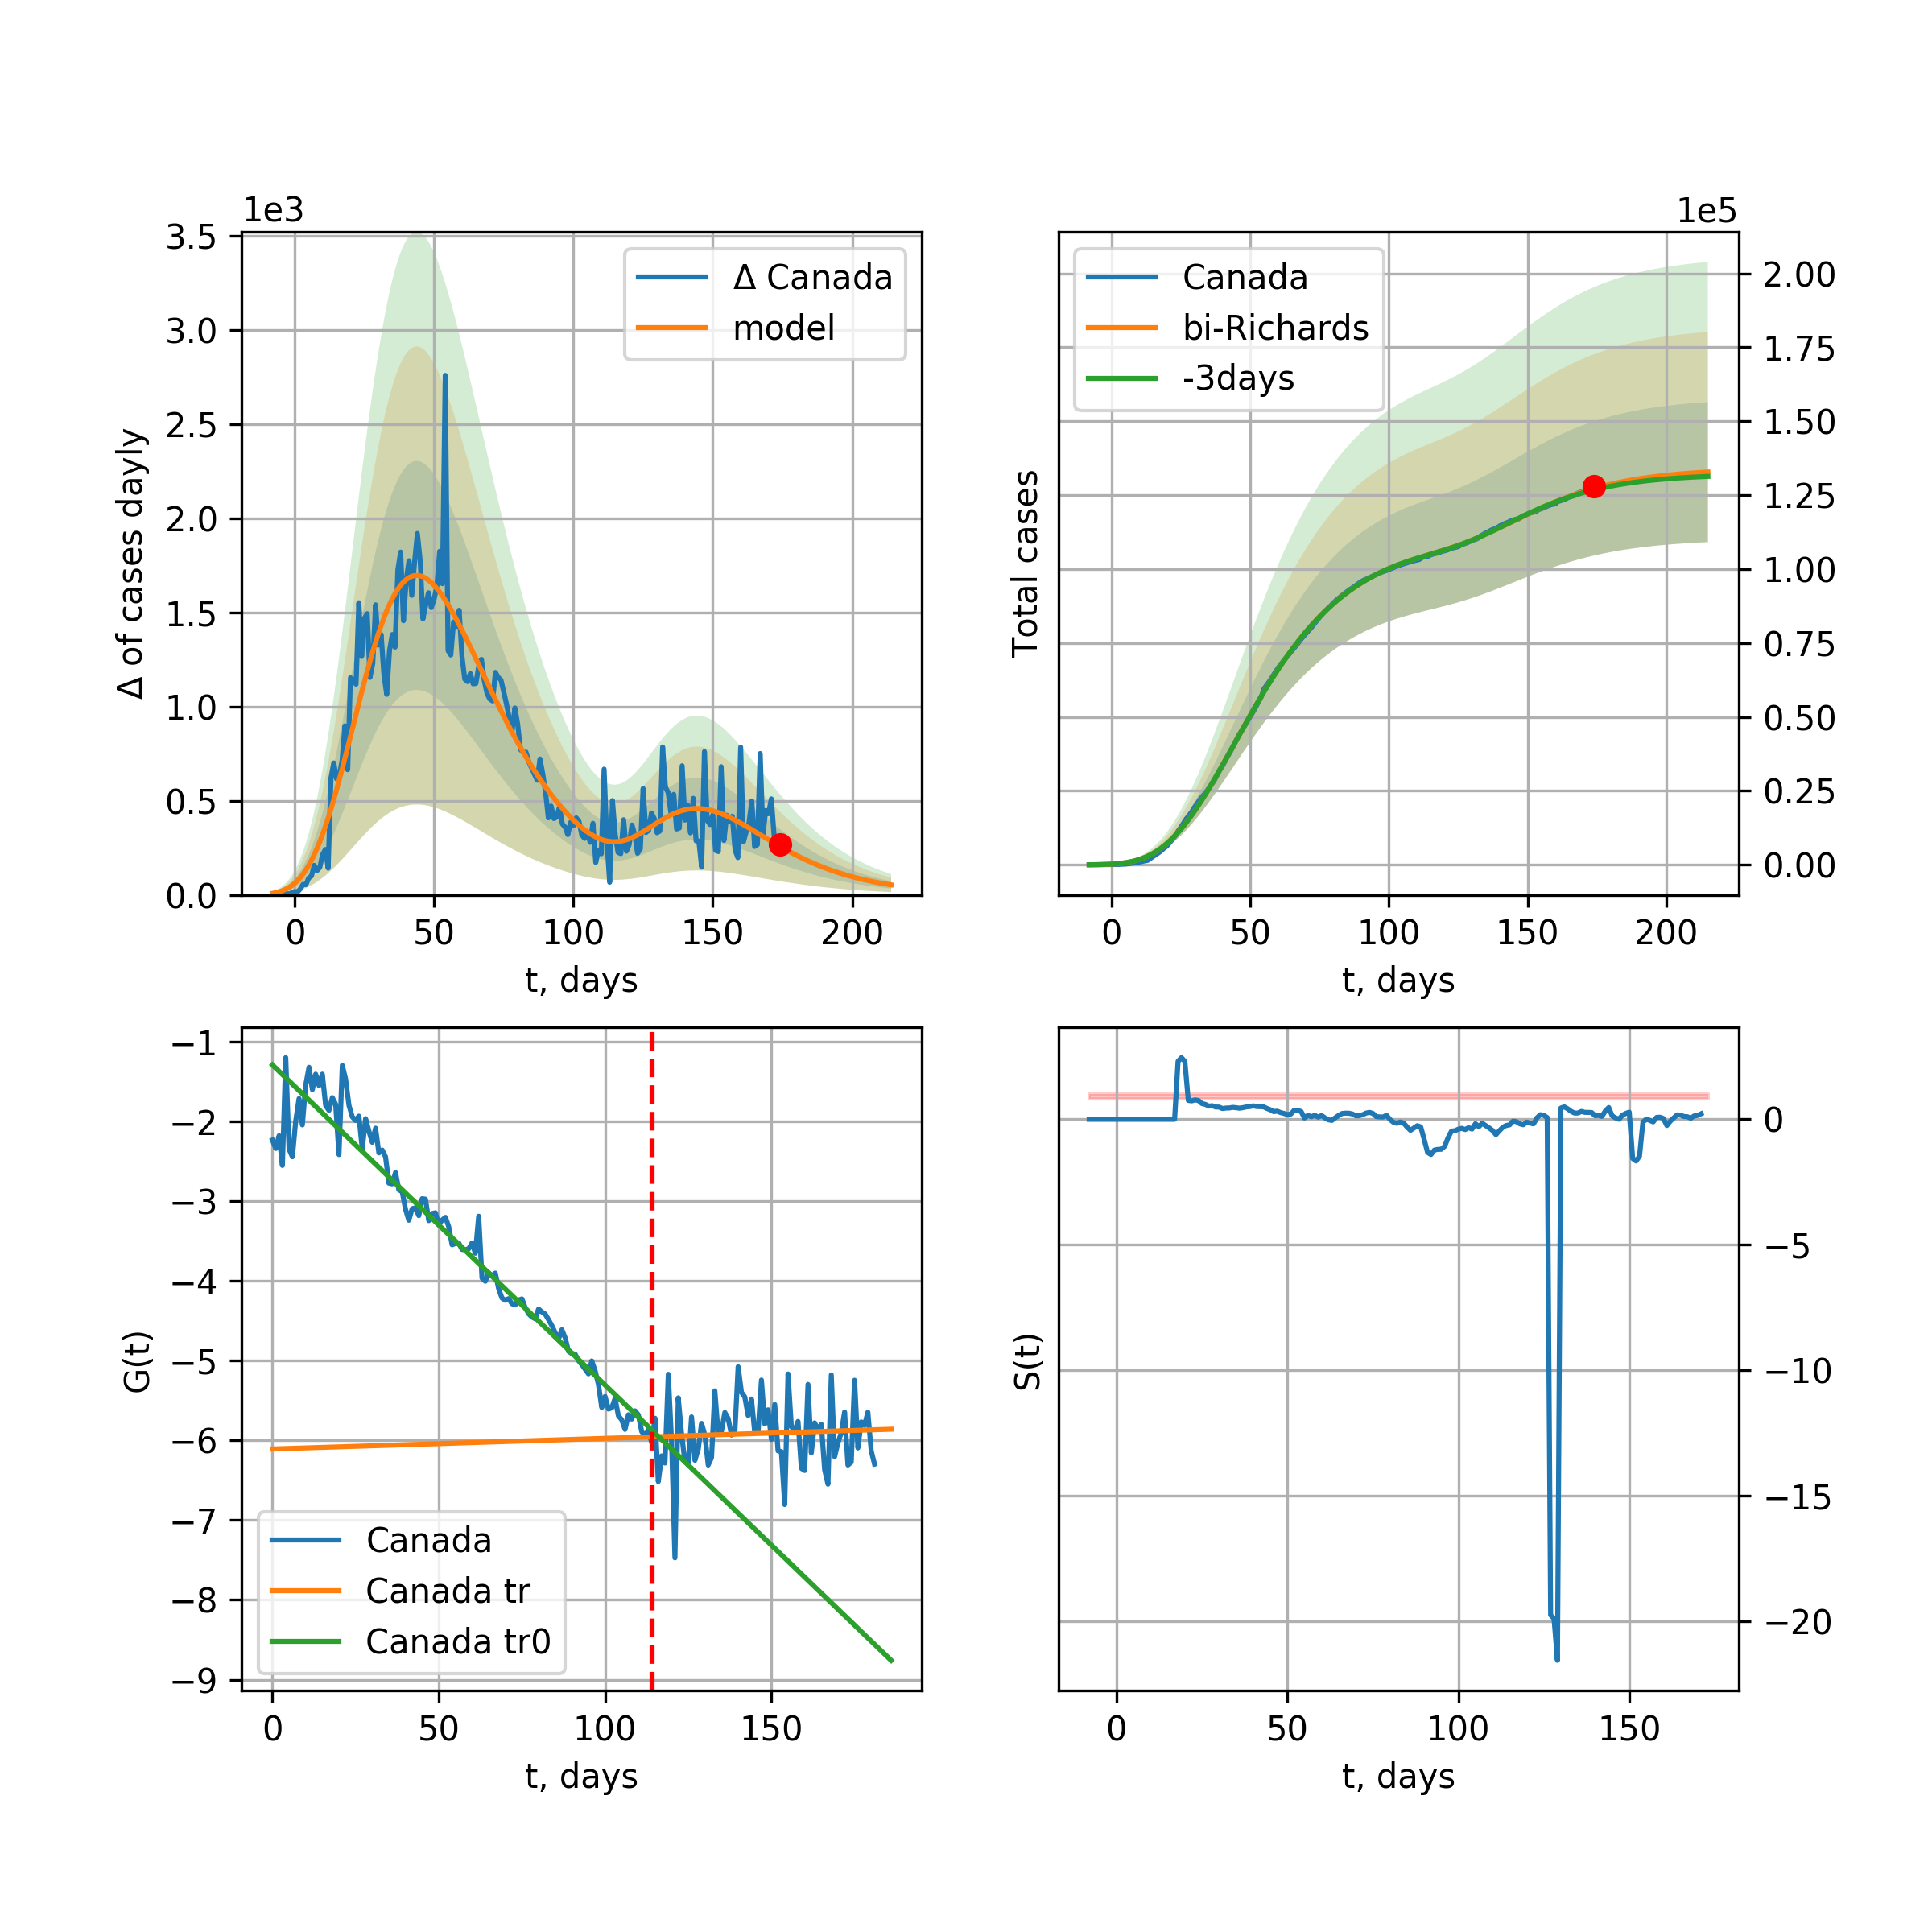 1e3
3.5
3.0
2.5
2.0
1.5
1.0
0.5
0.0
Δ of cases dayly
Δ Canada
model
0 50 100 150 200
t, days
1e5
Canada
bi-Richards
-3days
Total cases
2.00
1.75
1.50
1.25
1.00
0.75
0.50
0.25
0.00
0 50 100 150 200
t, days
−1
−2
−3
−4
−5
−6
−7
−8
−9
G(t)
Canada
Canada tr
Canada tr0
0 50 100 150
t, days
S(t)
0
−5
−10
−15
−20
0 50 100 150
t, days